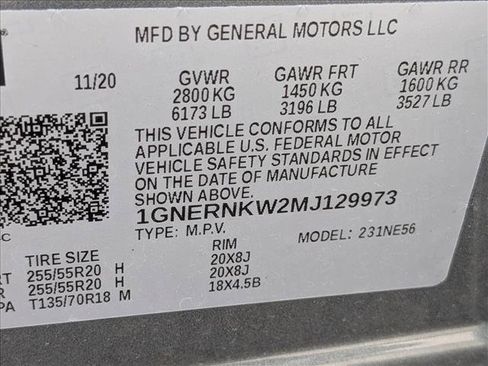 MFD BY GENERAL MOTORS LLC
11/20 GVWR GAWR FRT GAWR RR
2800 KG 1450 KG 1600 KG
6173 LB 3196 LB 3527 LB
THIS VEHICLE CONFORMS TO ALL
APPLICABLE U.S. FEDERAL MOTOR
VEHICLE SAFETY STANDARDS IN EFFECT
ON THE DATE OF MANUFACTURE
SHOWN ABOVE.
1GNERNKW2MJ129973
TYPE: M.P.V. MODEL: 231NE56
TIRE SIZE RIM
RT 255/55R20 H 20X8J
R 255/55R20 H 20X8J
PA T135/70R18 M 18X4.5B